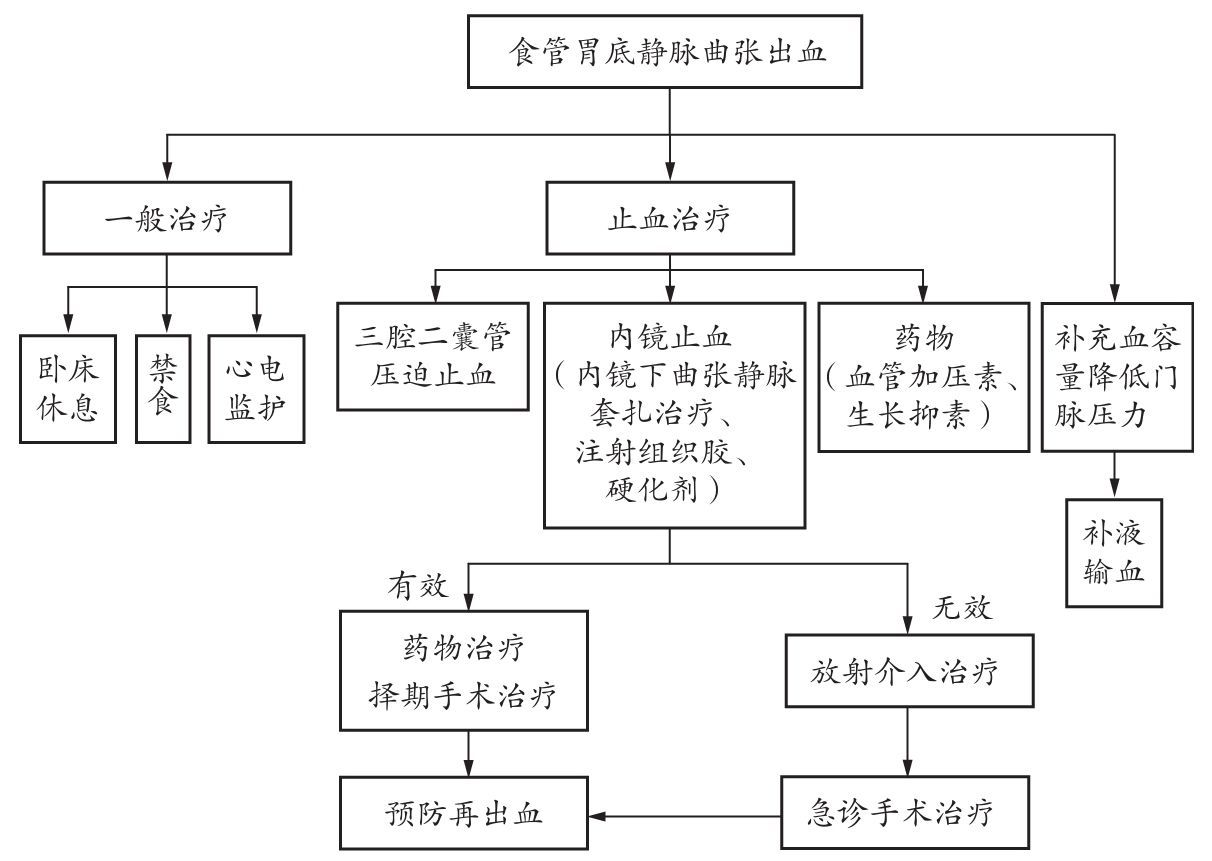 食管胃底静脉曲张出血
一般治疗
止血治疗
卧床
休息
禁
食
心电
监护
三腔二囊管
压迫止血
内镜止血
（内镜下曲张静脉
套扎治疗、
注射组织胶、
硬化剂）
药物
（血管加压素、
生长抑素）
补充血容
量降低门
脉压力
补液
输血
有效
无效
药物治疗
择期手术治疗
放射介入治疗
预防再出血
急诊手术治疗